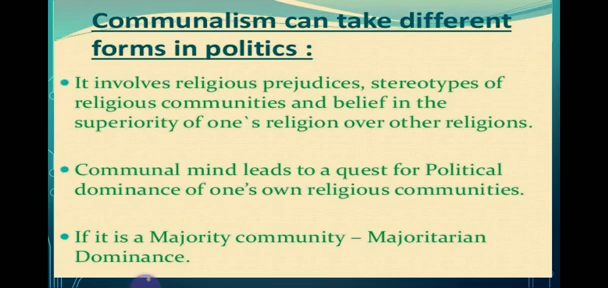 Communalism can take different
forms in politics :
• It involves religious prejudices, stereotypes of
religious communities and belief in the
superiority of one`s religion over other religions.
• Communal mind leads to a quest for Political
dominance of one’s own religious communities.
• If it is a Majority community – Majoritarian
Dominance.